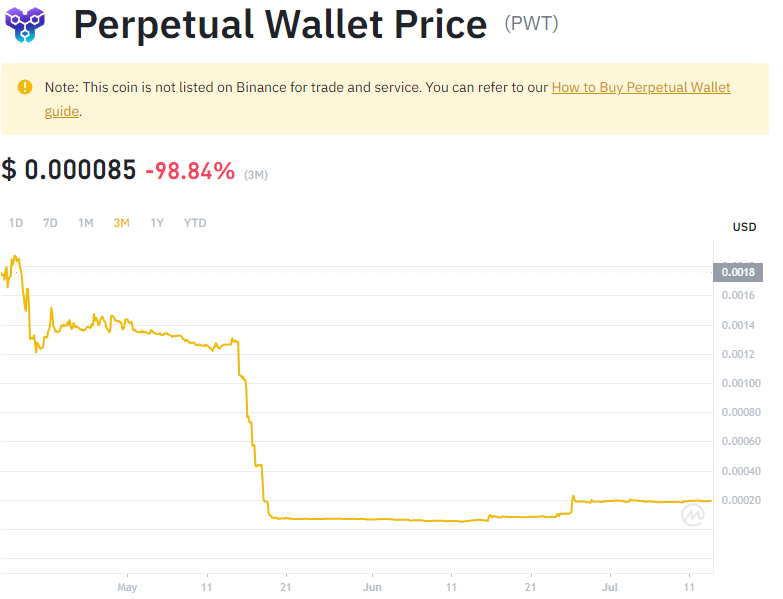 Perpetual Wallet Price (PWT)
Note: This coin is not listed on Binance for trade and service. You can refer to our How to Buy Perpetual Wallet
guide.
$ 0.000085 -98.84% (3M)
1D 7D 1M 3M 1Y YTD
USD
0.0018
0.0016
0.0014
0.0012
0.00100
0.00080
0.00060
0.00040
0.00020
May 11 21 Jun 11 21 Jul 11